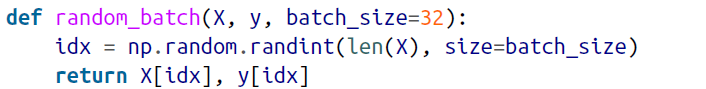 def random_batch(X, y, batch_size=32):
    idx = np.random.randint(len(X), size=batch_size)
    return X[idx], y[idx]